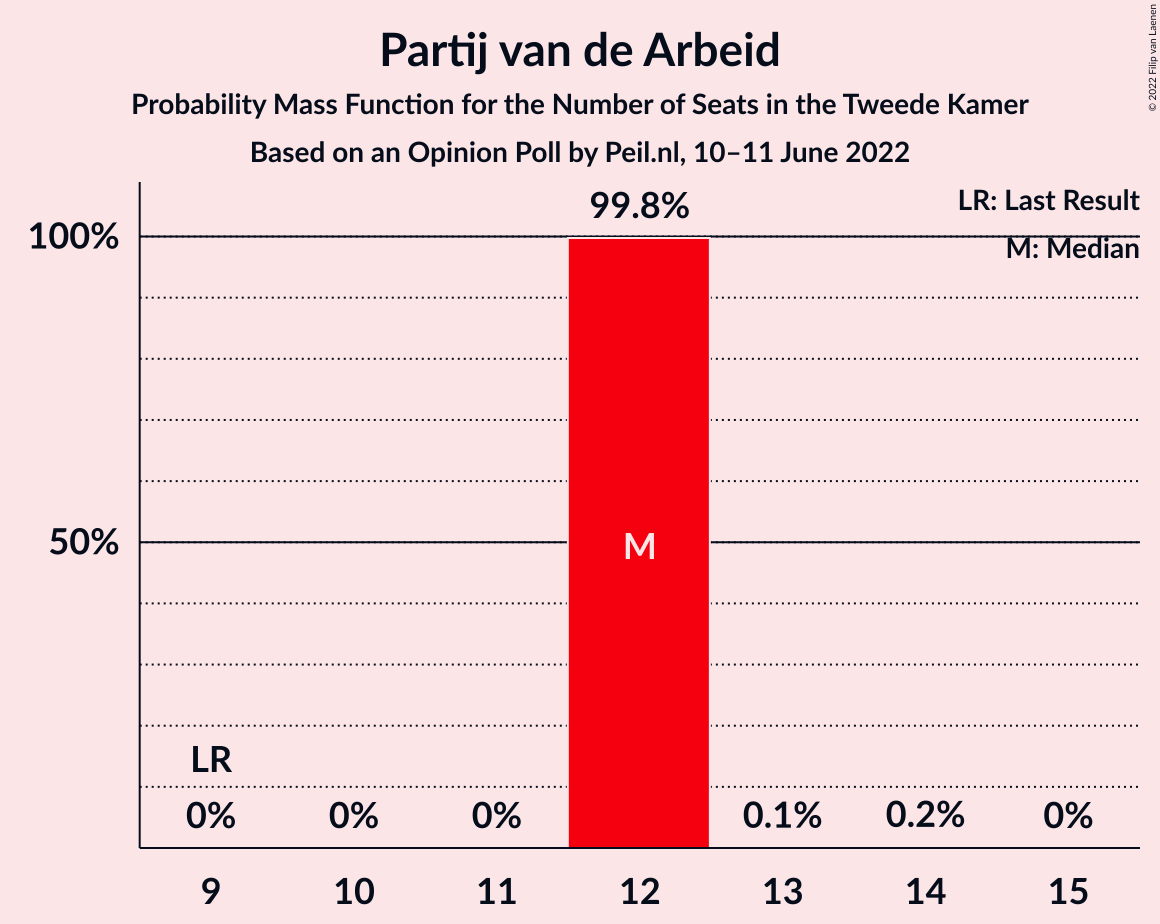 Partij van de Arbeid
Probability Mass Function for the Number of Seats in the Tweede Kamer
Based on an Opinion Poll by Peil.nl, 10–11 June 2022
© 2022 Filip van Laenen
LR: Last Result
M: Median
99.8%
100%
50%
M
LR
0% 0% 0% 0.1% 0.2% 0%
9 10 11 12 13 14 15